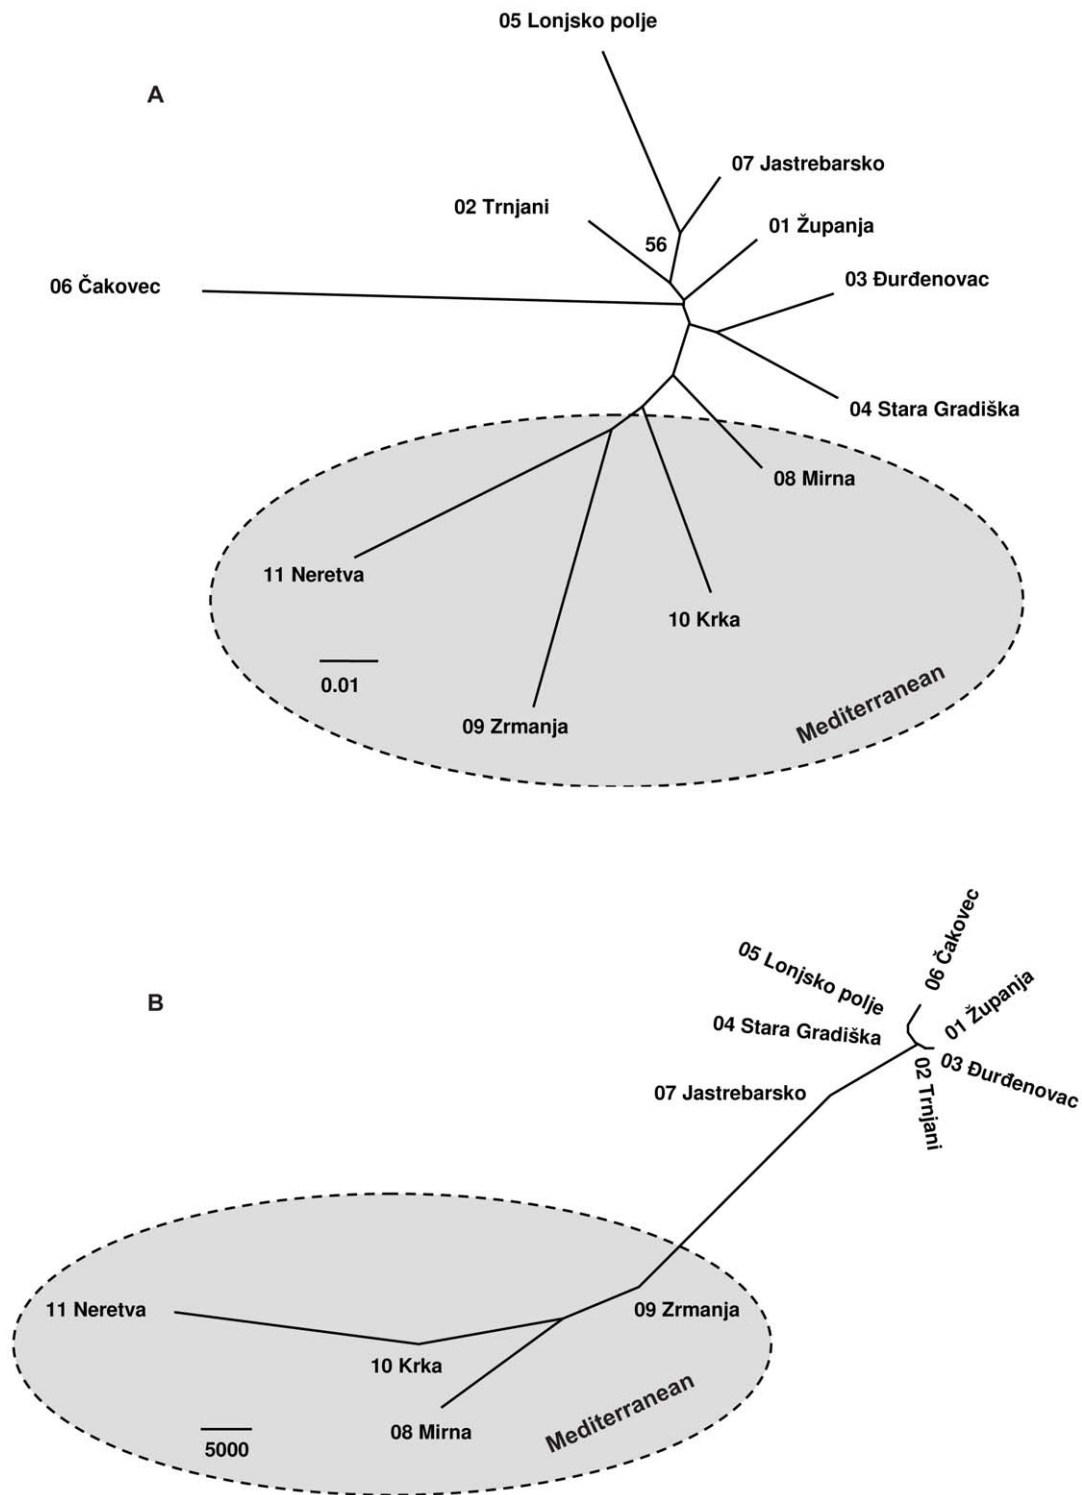 05 Lonjsko polje
A
07 Jastrebarsko
02 Trnjani
01 Županja
56
06 Čakovec
03 Đurđenovac
04 Stara Gradiška
08 Mirna
11 Neretva
10 Krka
0.01
Mediterranean
09 Zrmanja
06 Čakovec
05 Lonjsko polje
B
01 Županja
04 Stara Gradiška
03 Đurđenovac
02 Trnjani
07 Jastrebarsko
11 Neretva
09 Zrmanja
10 Krka
Mediterranean
08 Mirna
5000